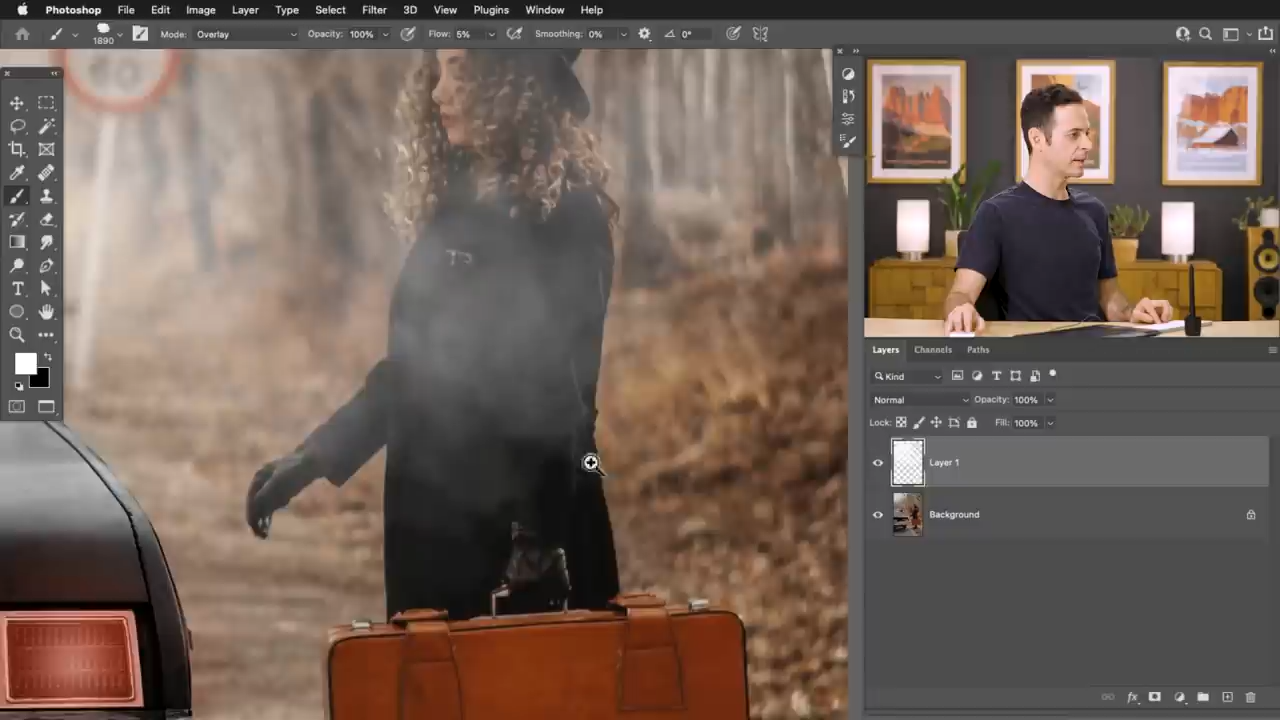 Photoshop File Edit Image Layer Type Select Filter 3D View Plugins Window Help
1890 Mode: Overlay Opacity: 100% Flow: 5% Smoothing: 0% 0°
Layers Channels Paths
Kind
Normal Opacity: 100%
Lock: Fill: 100%
Layer 1
Background